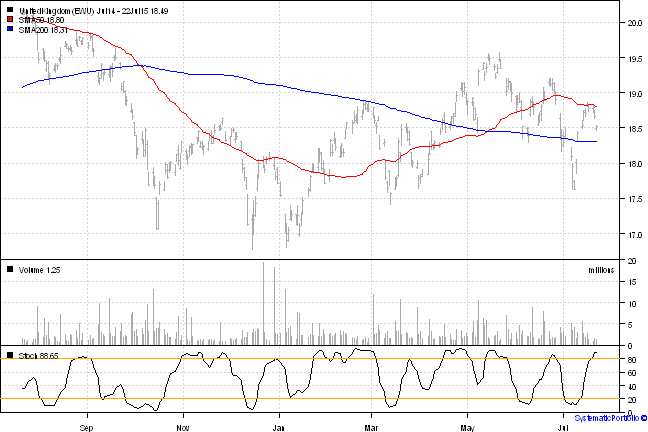 United Kingdom (EWU) Jul14 - 22Jul15 18.49
SMA50 18.80
SMA200 18.31
20.0
19.5
19.0
18.5
18.0
17.5
17.0
Volume 1.25
millions
20
15
10
5
0
Stoch 88.65
80
60
40
20
0
Sep Nov Jan Mar May Jul
SystematicPortfolio ©